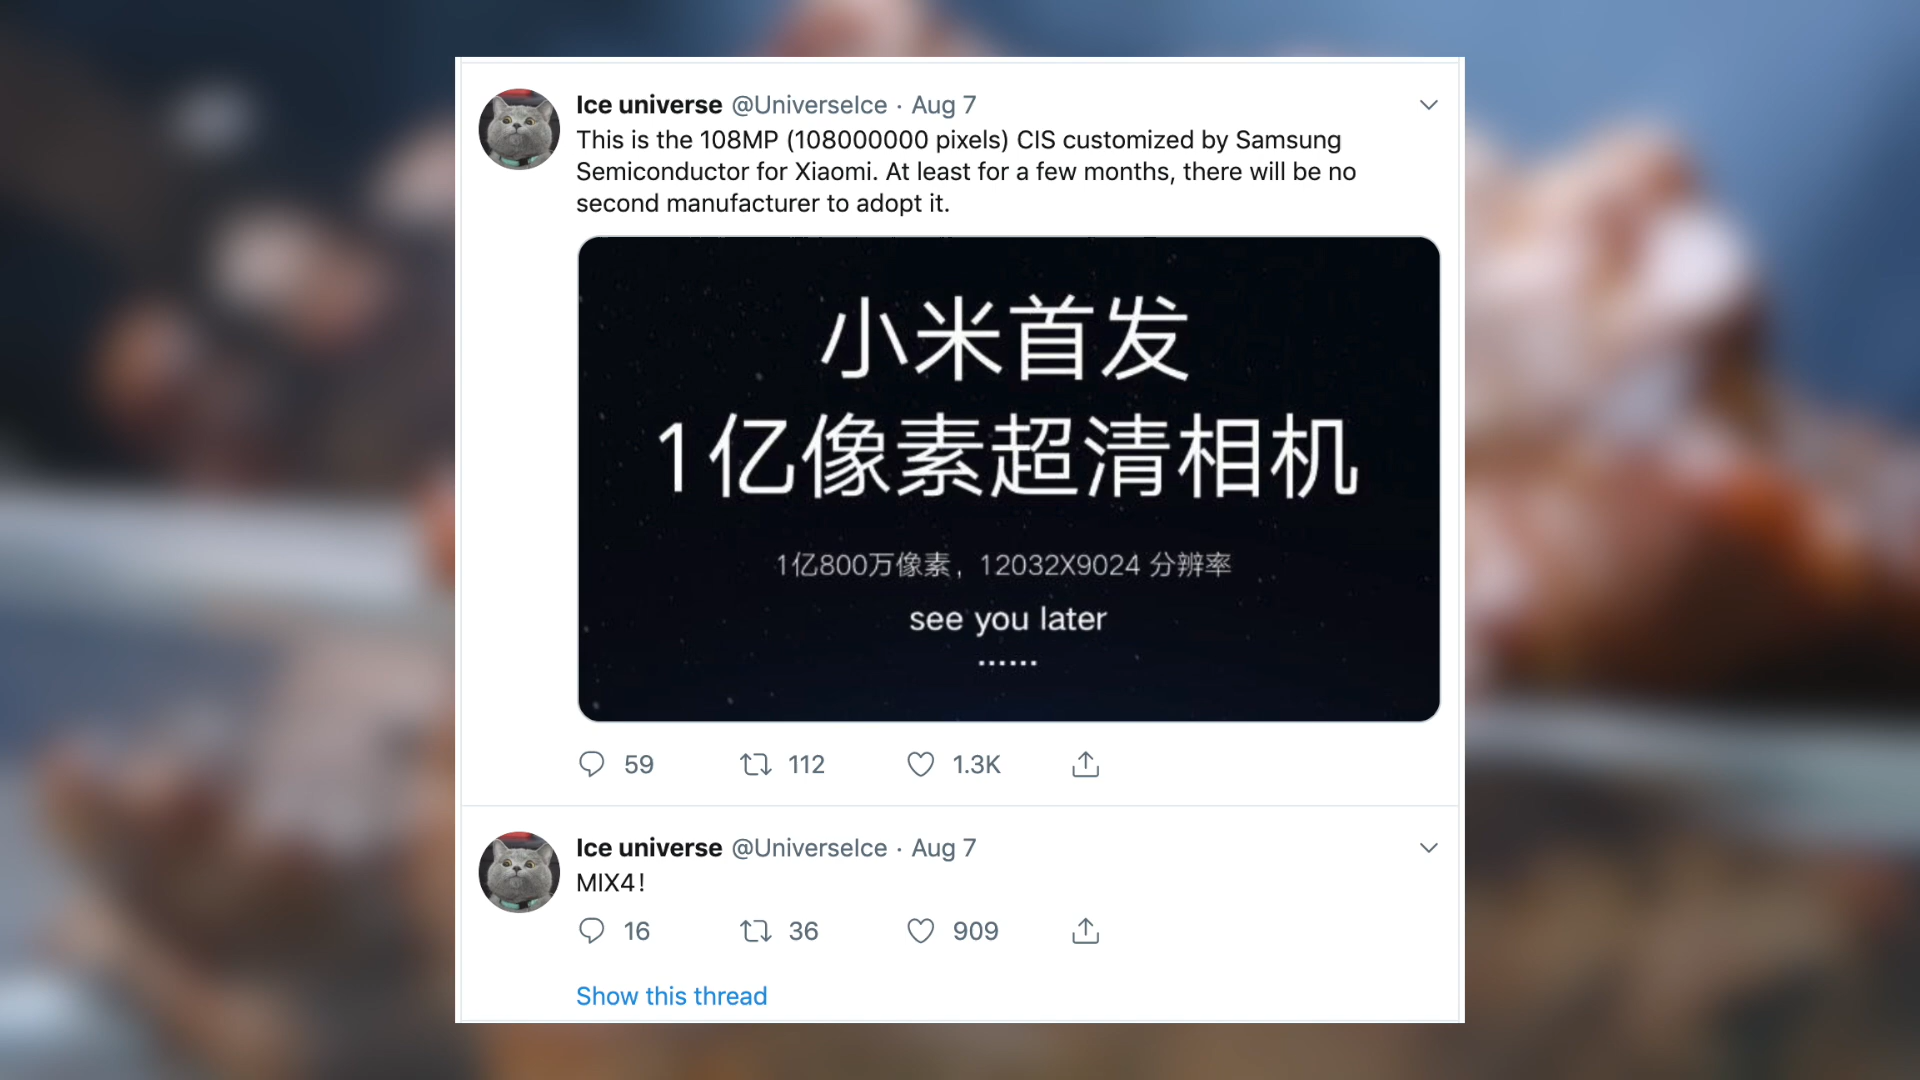 Ice universe @UniverseIce · Aug 7
This is the 108MP (108000000 pixels) CIS customized by Samsung
Semiconductor for Xiaomi. At least for a few months, there will be no
second manufacturer to adopt it.
小米首发
1亿像素超清相机
1亿800万像素，12032X9024 分辨率
see you later
······
59 112 1.3K
Ice universe @UniverseIce · Aug 7
MIX4!
16 36 909
Show this thread